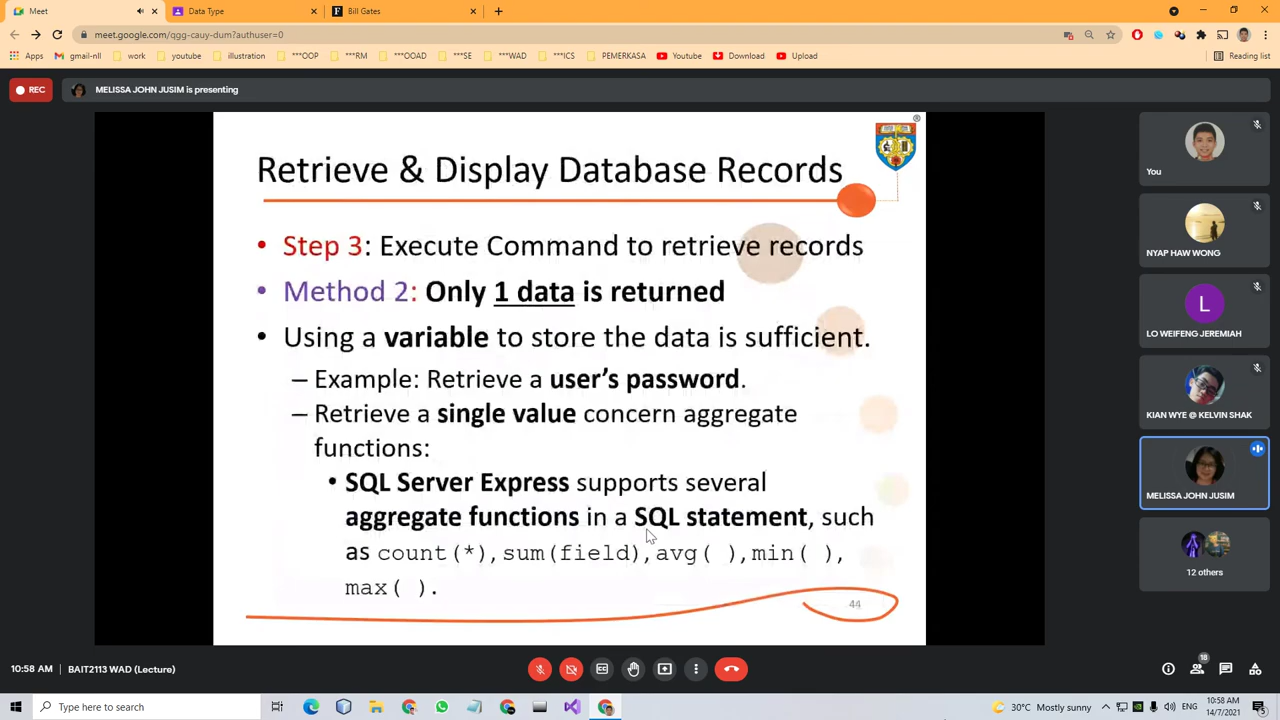 Meet
Data Type
Bill Gates
meet.google.com/qgg-cauy-dum?authuser=0
Apps
gmail-nll
work
youtube
illustration
***OOP
***RM
***OOAD
***SE
***WAD
***ICS
PEMERKASA
Youtube
Download
Upload
Reading list
REC
MELISSA JOHN JUSIM is presenting
Retrieve & Display Database Records
• Step 3: Execute Command to retrieve records
• Method 2: Only 1 data is returned
• Using a variable to store the data is sufficient.
– Example: Retrieve a user's password.
– Retrieve a single value concern aggregate
functions:
• SQL Server Express supports several
aggregate functions in a SQL statement, such
as count(*),sum(field),avg( ),min( ),
max( ).
44
You
NYAP HAW WONG
L
LO WEIFENG JEREMIAH
KIAN WYE @ KELVIN SHAK
MELISSA JOHN JUSIM
12 others
10:58 AM | BAIT2113 WAD (Lecture)
18
Type here to search
30°C Mostly sunny
10:58 AM
14/7/2021